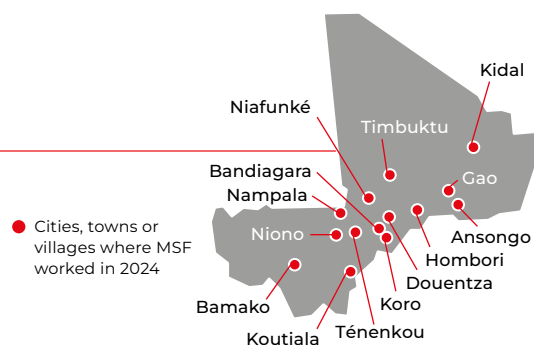 Kidal
Niafunké
Timbuktu
Bandiagara
Gao
Nampala
Cities, towns or
villages where MSF
worked in 2024
Niono
Ansongo
Hombori
Douentza
Koro
Bamako
Ténenkou
Koutiala